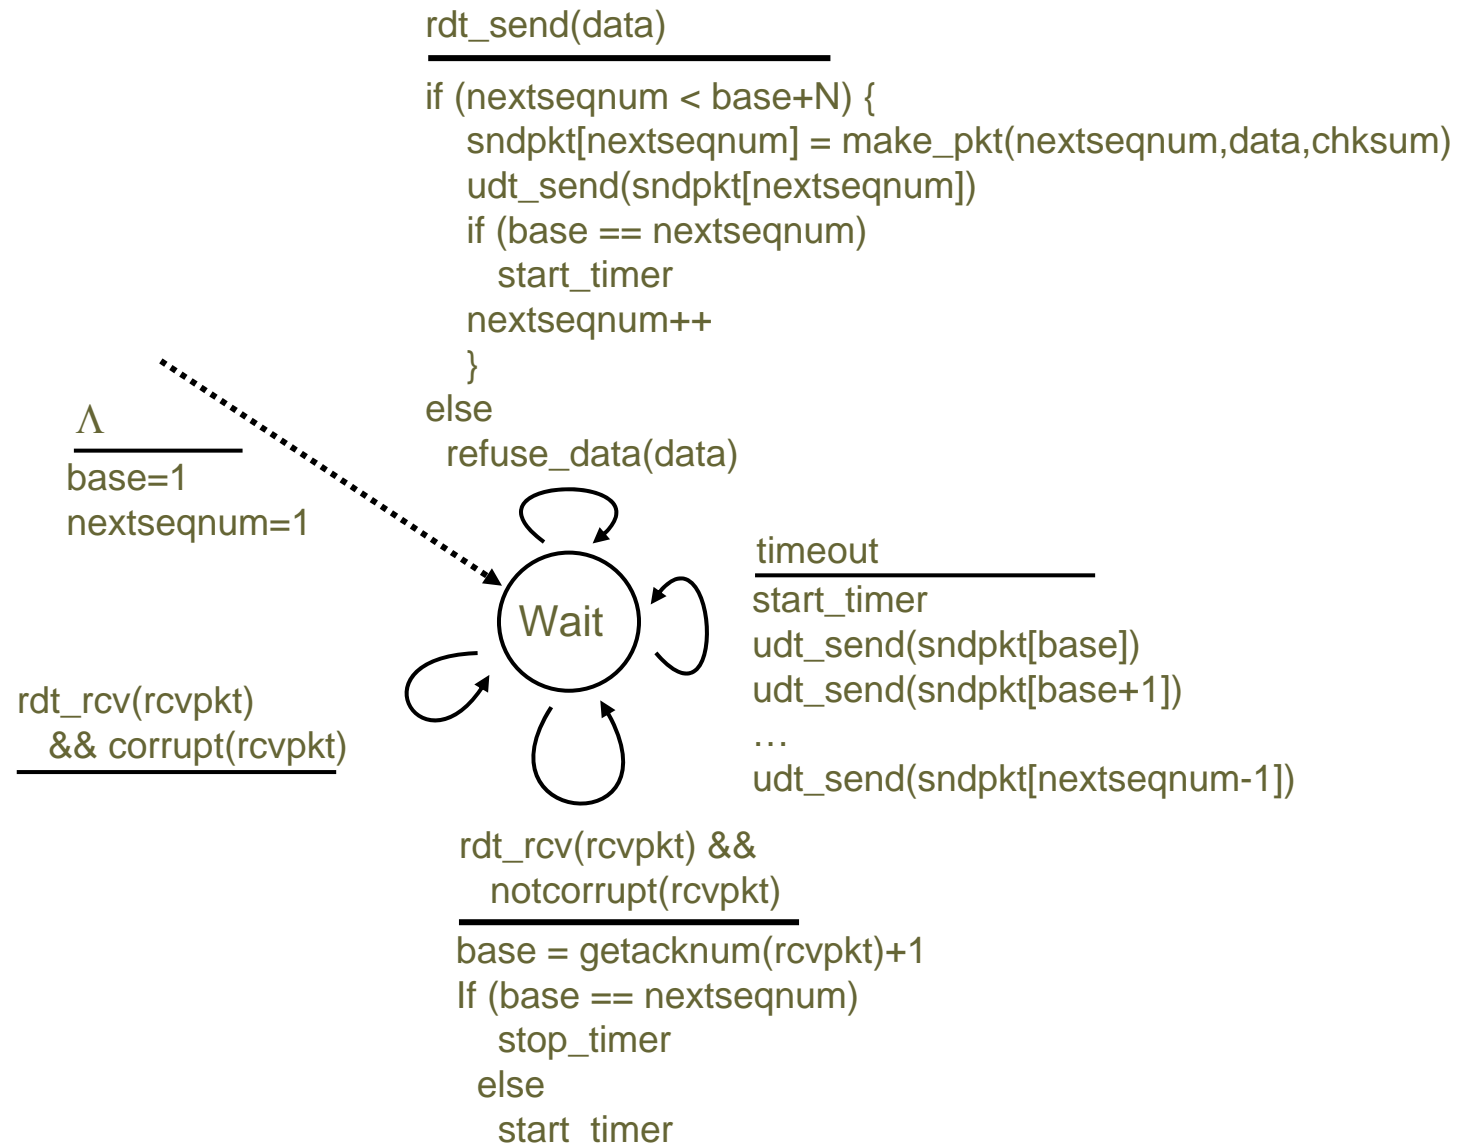 rdt_send(data)
if (nextseqnum < base+N) {
sndpkt[nextseqnum] = make_pkt(nextseqnum,data,chksum)
udt_send(sndpkt[nextseqnum])
if (base == nextseqnum)
start_timer
nextseqnum++
}
else
refuse_data(data)
Λ
base=1
nextseqnum=1
Wait
timeout
start_timer
udt_send(sndpkt[base])
udt_send(sndpkt[base+1])
…
udt_send(sndpkt[nextseqnum-1])
rdt_rcv(rcvpkt)
&& corrupt(rcvpkt)
rdt_rcv(rcvpkt) &&
notcorrupt(rcvpkt)
base = getacknum(rcvpkt)+1
If (base == nextseqnum)
stop_timer
else
start_timer